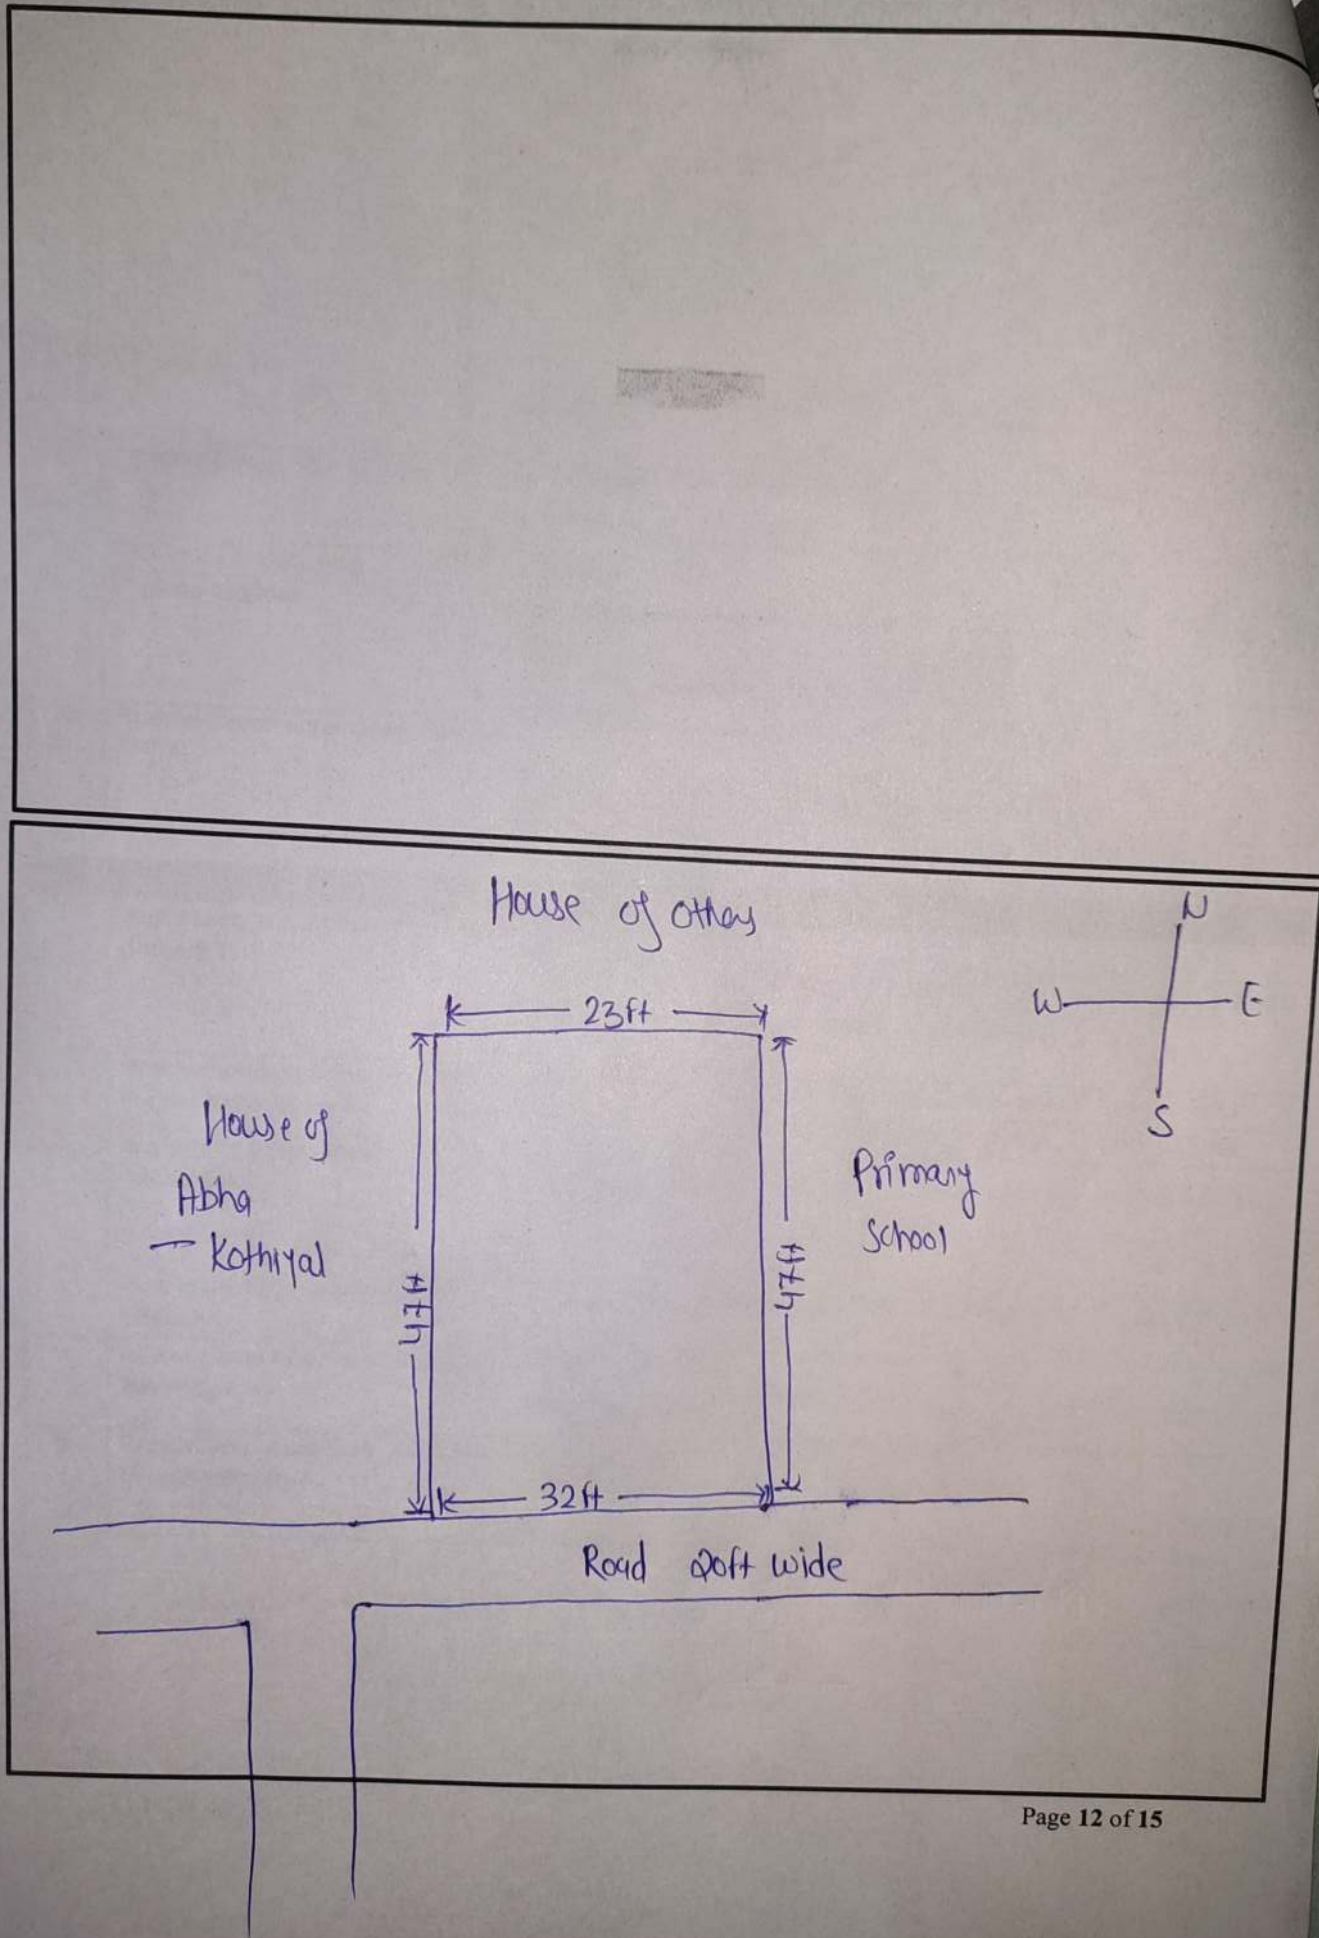 House of others
N
W E
S
23ft
House of
Abha
Kothiyal
Primary
School
47ft
47ft
32ft
Road 20ft wide
Page 12 of 15